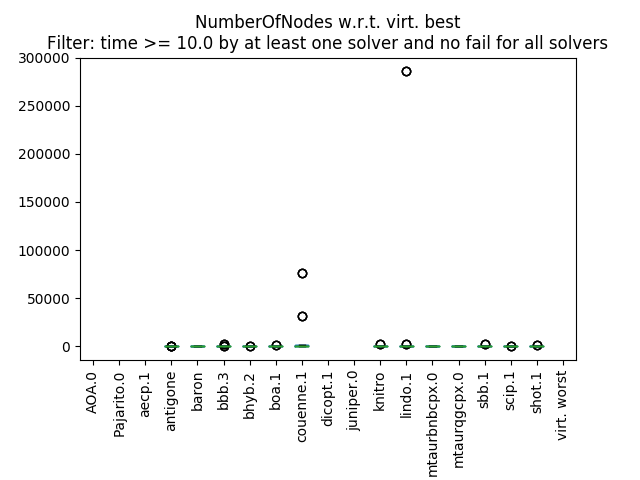 NumberOfNodes w.r.t. virt. best
Filter: time >= 10.0 by at least one solver and no fail for all solvers
300000
250000
200000
150000
100000
50000
0
AOA.0
Pajarito.0
aecp.1
antigone
baron
bbb.3
bhyb.2
boa.1
couenne.1
dicopt.1
juniper.0
knitro
lindo.1
mtaurbnbcpx.0
mtaurqgcpx.0
sbb.1
scip.1
shot.1
virt. worst